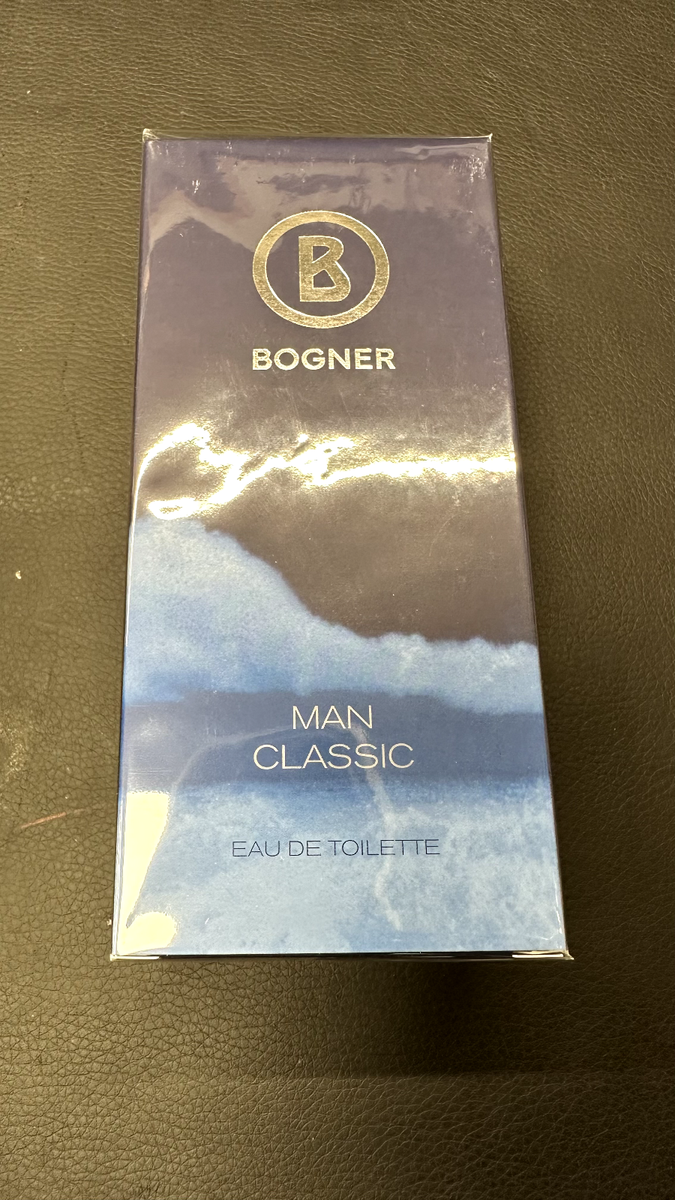 B
BOGNER
MAN
CLASSIC
EAU DE TOILETTE